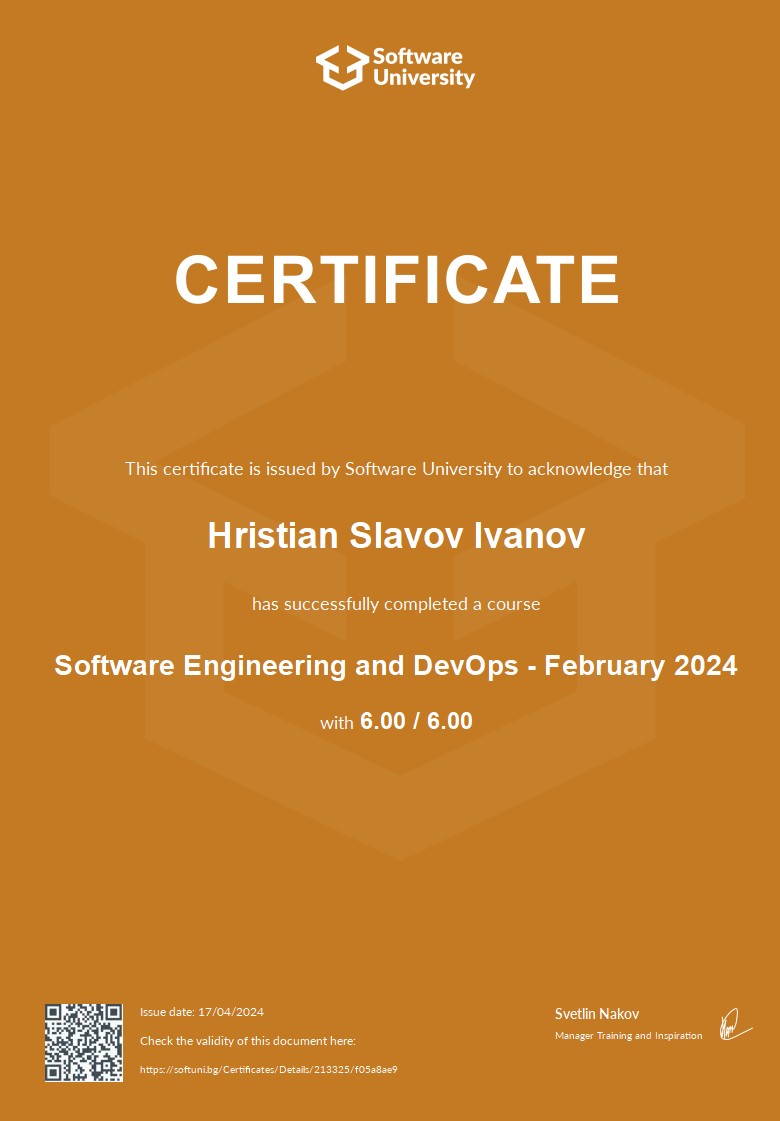 Software
University
CERTIFICATE
This certificate is issued by Software University to acknowledge that
Hristian Slavov Ivanov
has successfully completed a course
Software Engineering and DevOps - February 2024
with 6.00 / 6.00
Issue date: 17/04/2024
Check the validity of this document here:
https://softuni.bg/Certificates/Details/213325/f05a8ae9
Svetlin Nakov
Manager Training and Inspiration